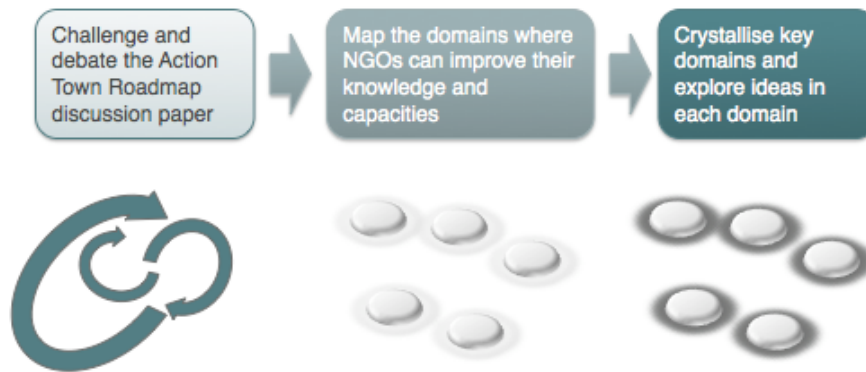 Challenge and
debate the Action
Town Roadmap
discussion paper
Map the domains where
NGOs can improve their
knowledge and
capacities
Crystallise key
domains and
explore ideas in
each domain